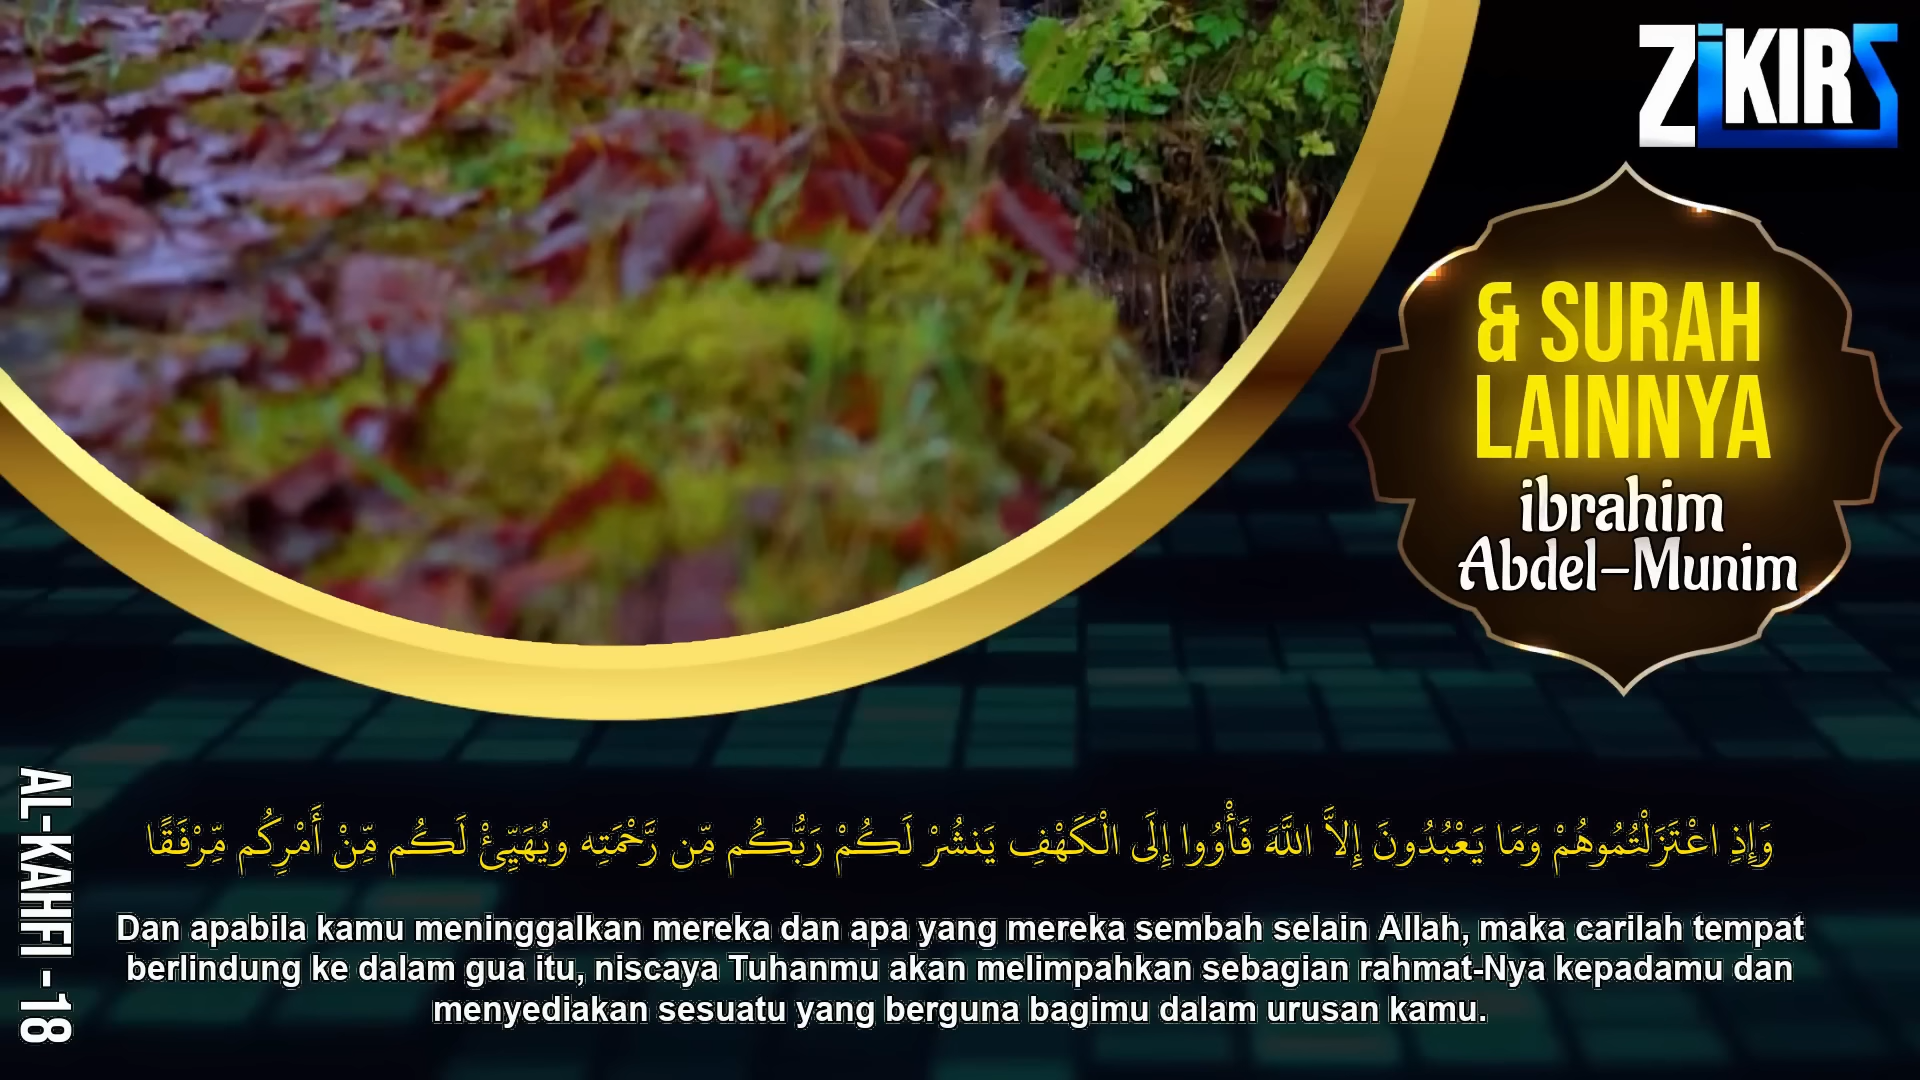 ZiKIRS
& SURAH
LAINNYA
ibrahim
Abdel-Munim
AL-KAHFI - 18
وَإِذِ اعْتَزَلْتُمُوهُمْ وَمَا يَعْبُدُونَ إِلاَّ اللَّهَ فَأْوُوا إِلَى الْكَهْفِ يَنشُرْ لَكُمْ رَبُّكُم مِّن رَّحْمَتِه ويُهَيِّئْ لَكُم مِّنْ أَمْرِكُم مِّرْفَقًا
Dan apabila kamu meninggalkan mereka dan apa yang mereka sembah selain Allah, maka carilah tempat
berlindung ke dalam gua itu, niscaya Tuhanmu akan melimpahkan sebagian rahmat-Nya kepadamu dan
menyediakan sesuatu yang berguna bagimu dalam urusan kamu.